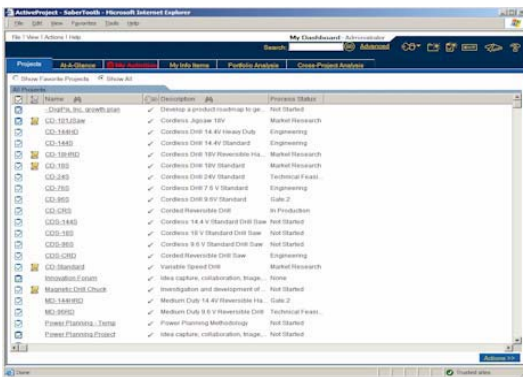 ActiveProject - SaberTooth - Microsoft Internet Explorer
File Edit View Favorites Tools Help
File | View | Actions | Help
My Dashboard: Administrator
Search: Advanced
Projects At-A-Glance My Info Items Portfolio Analysis Cross-Project Analysis
Show Favorite Projects Show All
All Projects
Name Description Process Status
- DigiPix, Inc. growth plan Develop a product roadmap to ge... Not Started
CD-101JSaw Cordless Jigsaw 18V Market Research
CD-144HD Cordless Drill 14.4V Heavy Duty Engineering
CD-144S Cordless Drill 14.4V Standard Engineering
CD-18HRD Cordless Drill 18V Reversible Ha... Market Research
CD-18S Cordless Drill 18V Standard Market Research
CD-24S Cordless Drill 24V Standard Technical Feasi...
CD-76S Cordless Drill 7.6 V Standard Engineering
CD-96S Cordless Drill 9.6V Standard Gate 2
CD-CRS Corded Reversible Drill In Production
CDS-144S Cordless 14.4 V Standard Drill Saw Not Started
CDS-18S Cordless 18 V Standard Drill Saw Not Started
CDS-96S Cordless 9.6 V Standard Drill Saw Not Started
CDS-CRD Corded Reversible Drill Saw Engineering
CD-Standard Variable Speed Drill Market Research
Innovation Forum Idea capture, collaboration, triage,... None
Magnetic Drill Chuck Investigation and development of... Not Started
MD-144HRD Medium Duty 14.4V Reversible Ha... Gate 2
MD-96RD Medium Duty 9.6 V Reversible Drill Technical Feasi...
Power Planning - Temp Power Planning Methodology Not Started
Power Planning Project Idea capture, collaboration, triage,... Not Started
Actions >>
Done Trusted sites